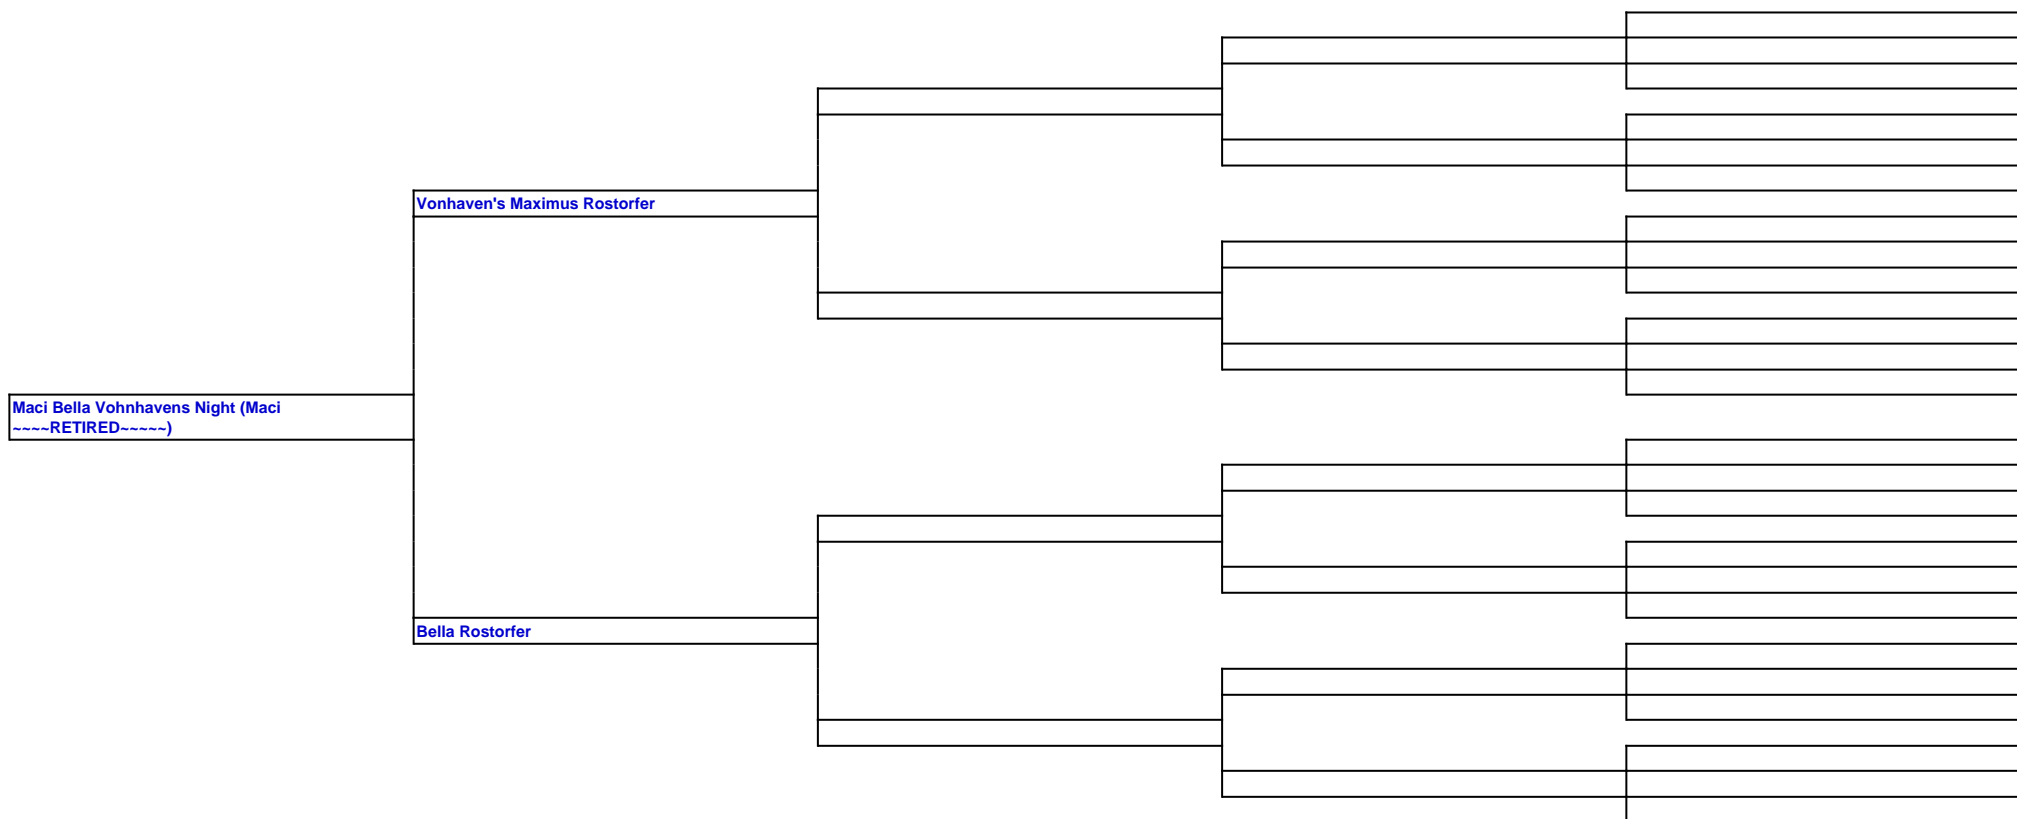 Vonhaven's Maximus Rostorfer
Maci Bella Vohnhavens Night (Maci
~~~~RETIRED~~~~~)
Bella Rostorfer